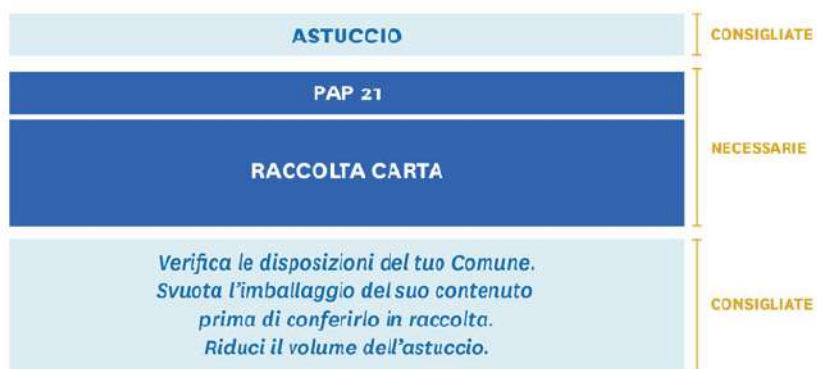 ASTUCCIO
CONSIGLIATE
PAP 21
RACCOLTA CARTA
NECESSARIE
Verifica le disposizioni del tuo Comune.
Svuota l'imballaggio del suo contenuto
prima di conferirlo in raccolta.
Riduci il volume dell'astuccio.
CONSIGLIATE